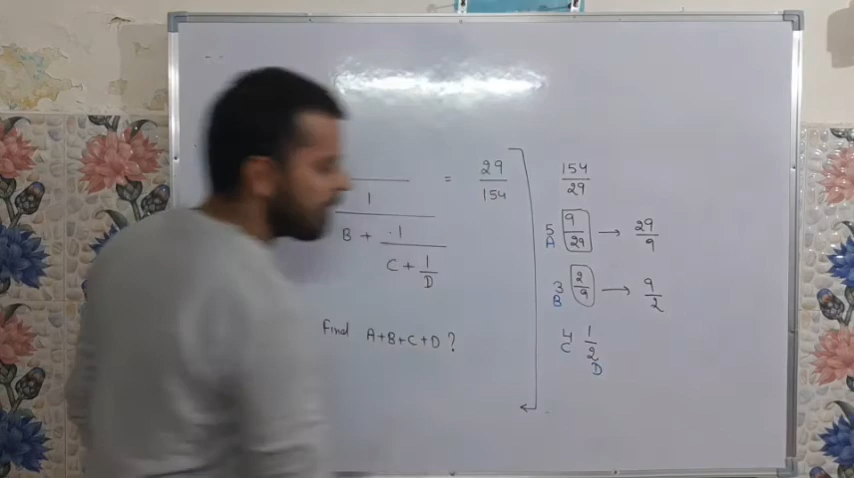 = 29/154
1
B + 1
C + 1/D
Find A+B+C+D?
154/29
5 9/29 → 29/9
A
3 2/9 → 9/2
B
4 1/2
C D